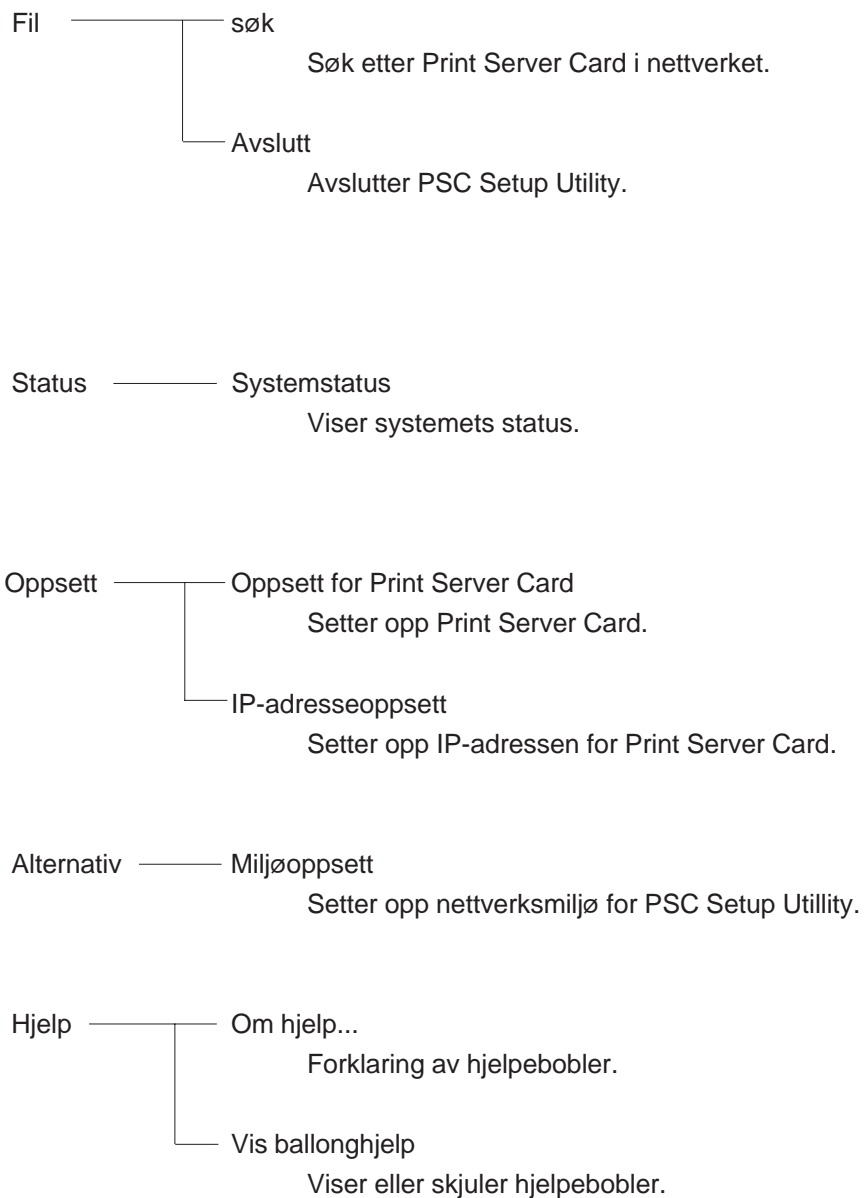 Fil søk
Søk etter Print Server Card i nettverket.
Avslutt
Avslutter PSC Setup Utility.
Status Systemstatus
Viser systemets status.
Oppsett Oppsett for Print Server Card
Setter opp Print Server Card.
IP-adresseoppsett
Setter opp IP-adressen for Print Server Card.
Alternativ Miljøoppsett
Setter opp nettverksmiljø for PSC Setup Utillity.
Hjelp Om hjelp...
Forklaring av hjelpebobler.
Vis ballonghjelp
Viser eller skjuler hjelpebobler.